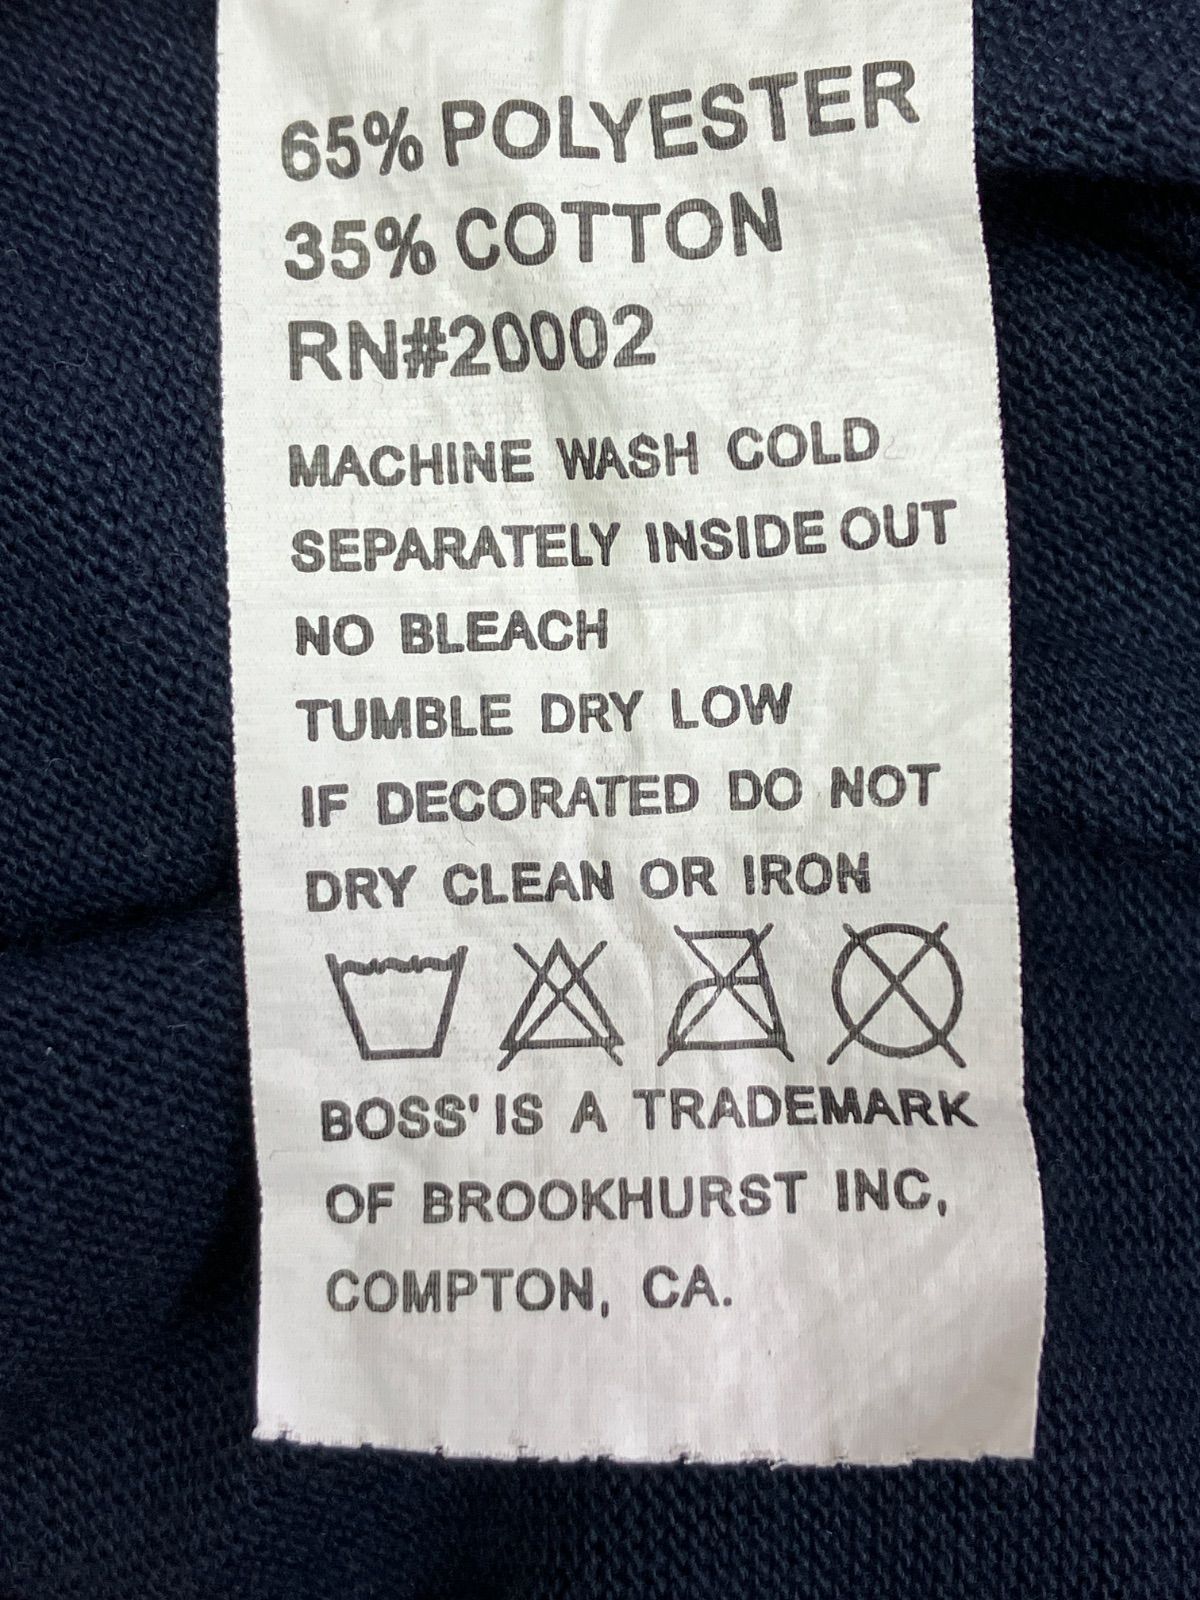 65% POLYESTER
35% COTTON
RN#20002
MACHINE WASH COLD
SEPARATELY INSIDE OUT
NO BLEACH
TUMBLE DRY LOW
IF DECORATED DO NOT
DRY CLEAN OR IRON
BOSS' IS A TRADEMARK
OF BROOKHURST INC,
COMPTON, CA.